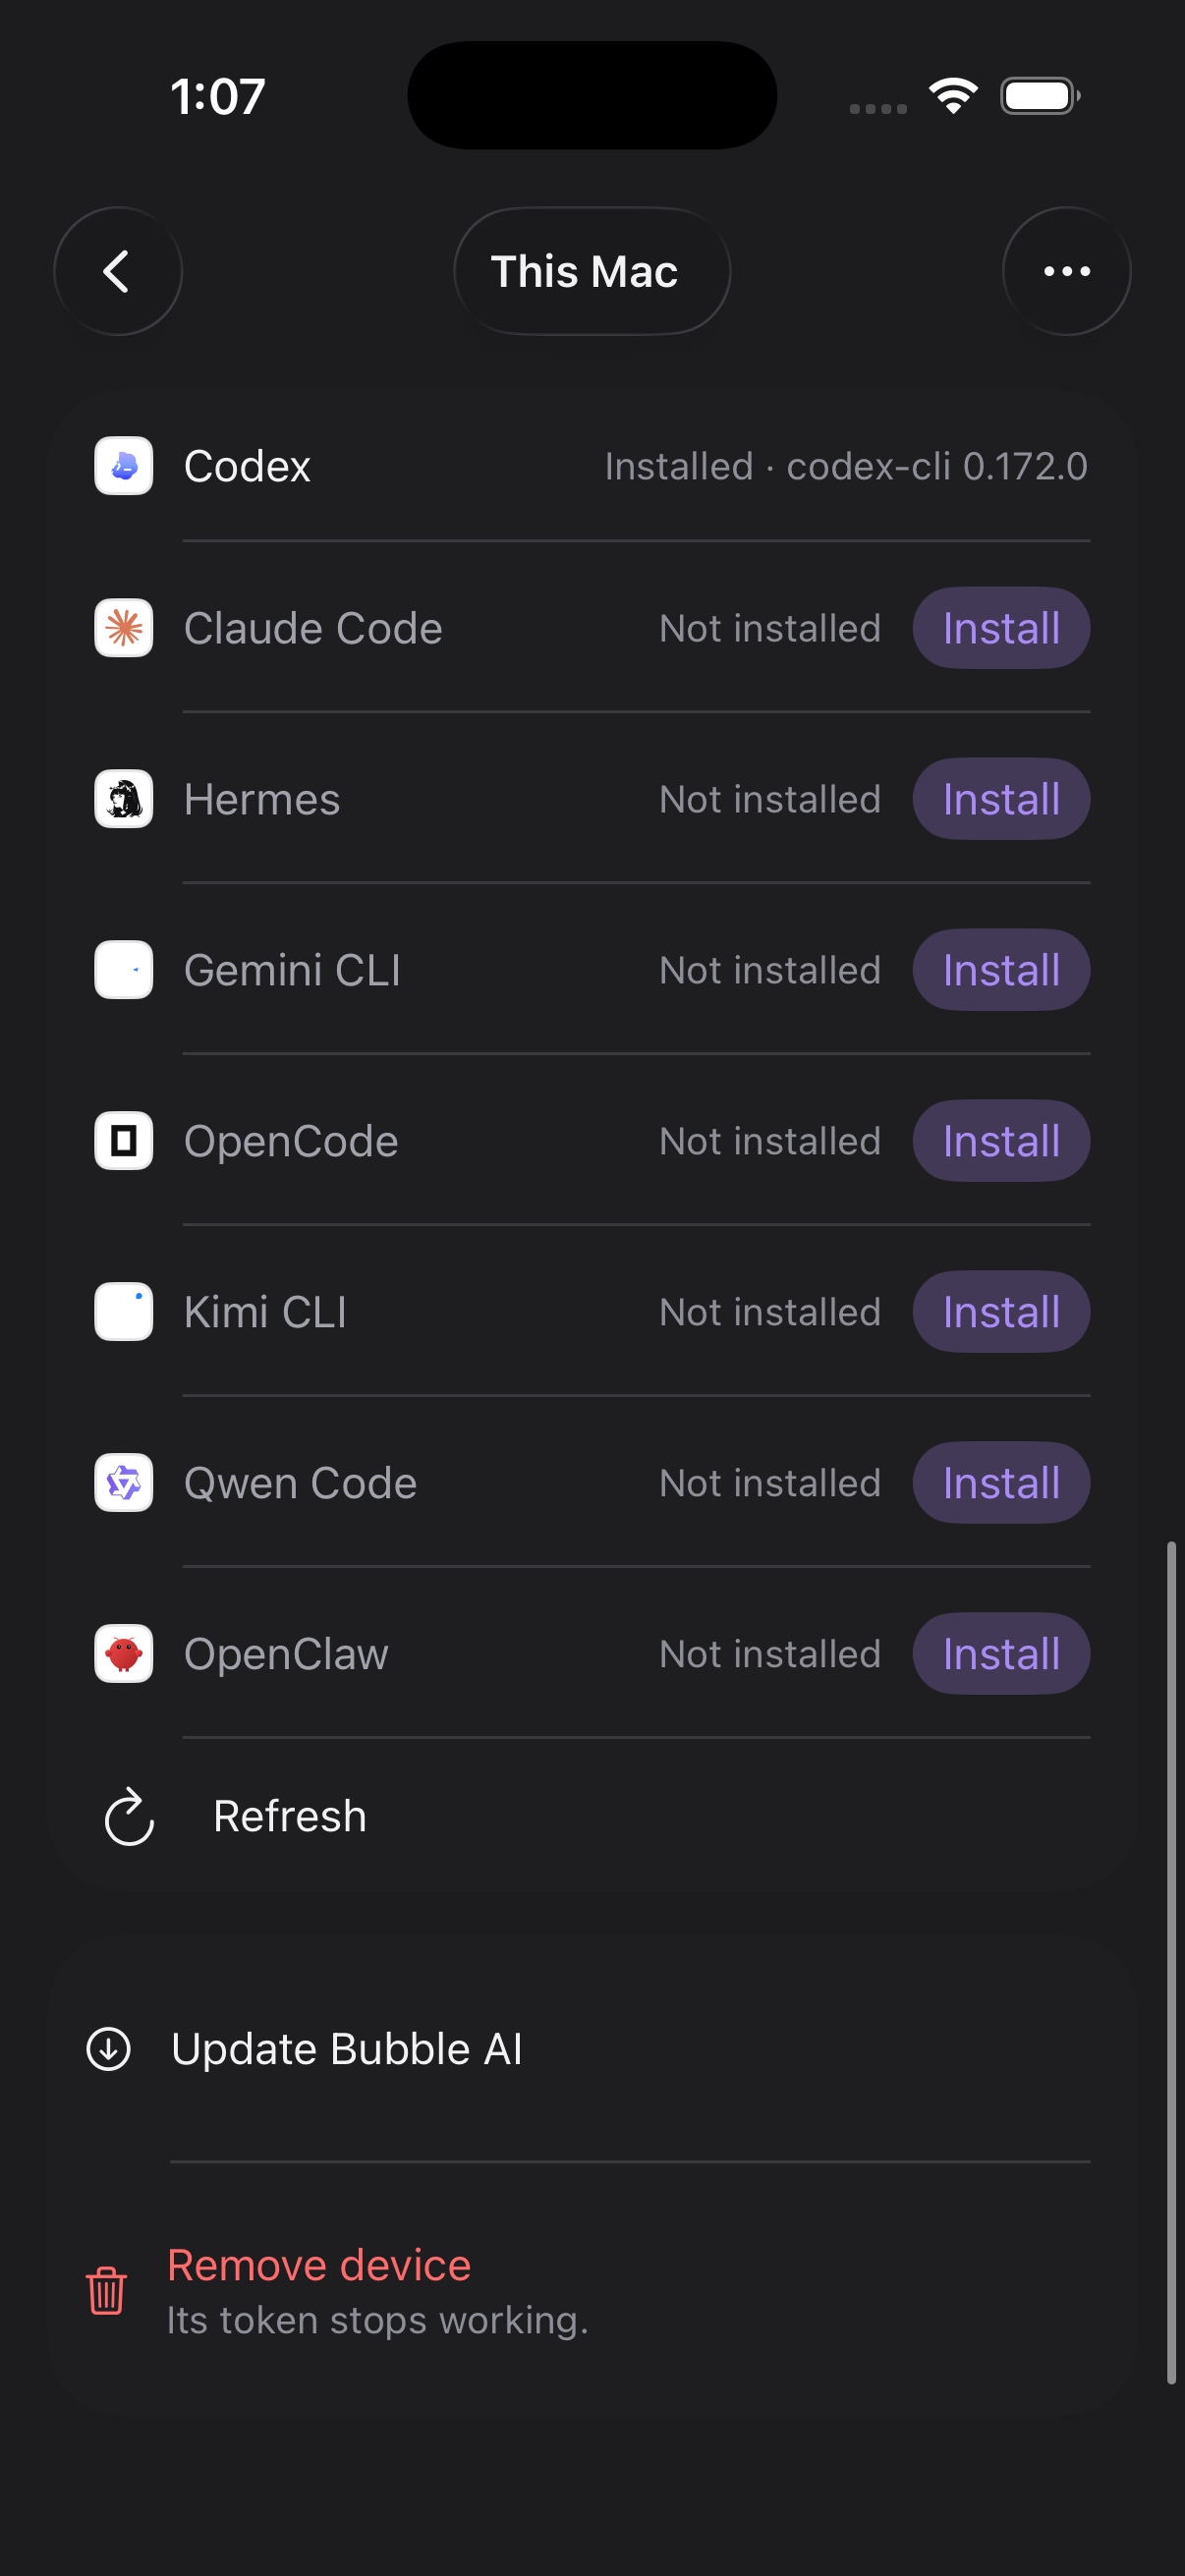 1:07
This Mac
Codex Installed · codex-cli 0.172.0
Claude Code Not installed Install
Hermes Not installed Install
Gemini CLI Not installed Install
OpenCode Not installed Install
Kimi CLI Not installed Install
Qwen Code Not installed Install
OpenClaw Not installed Install
Refresh
Update Bubble AI
Remove device
Its token stops working.